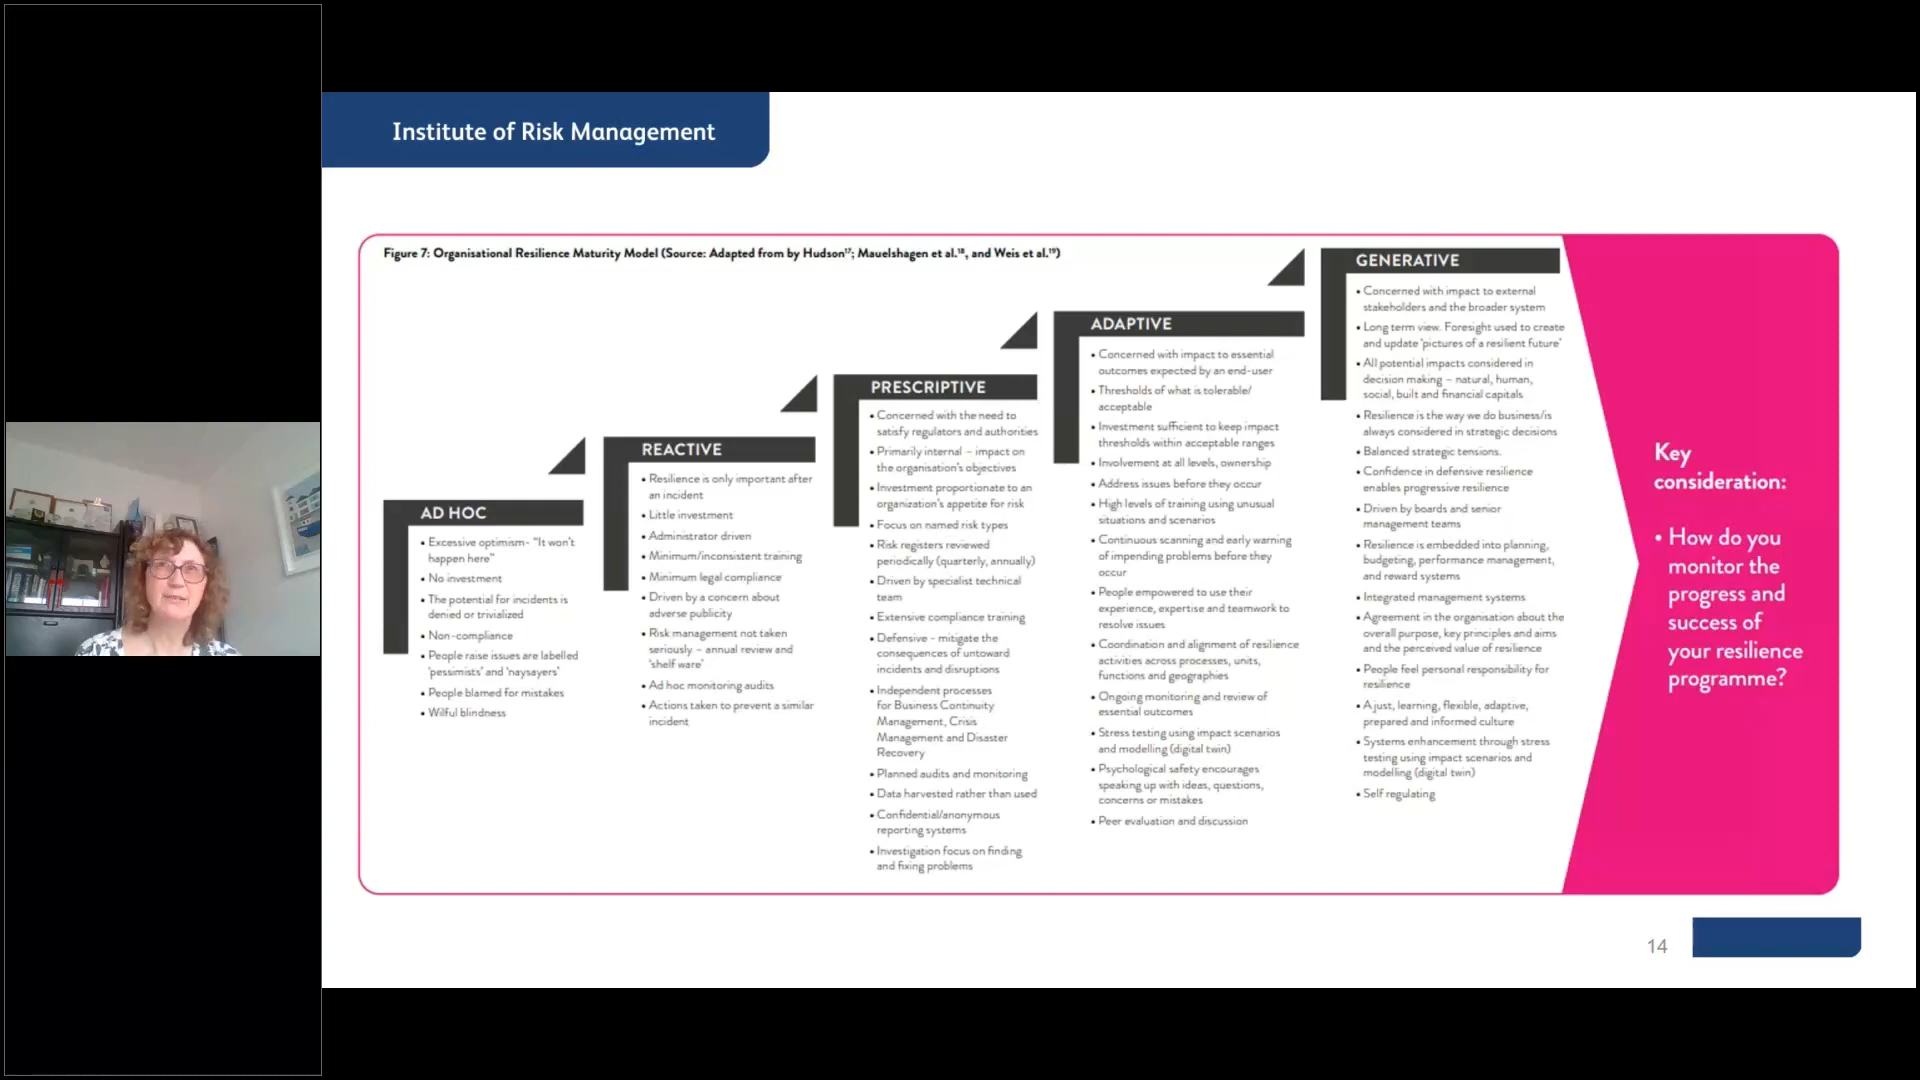 Institute of Risk Management
Figure 7: Organisational Resilience Maturity Model (Source: Adapted from by Hudson¹⁷; Mauelshagen et al.¹⁸, and Weis et al.¹⁹)
AD HOC
• Excessive optimism- "It won't
happen here"
• No investment
• The potential for incidents is
denied or trivialized
• Non-compliance
• People raise issues are labelled
'pessimists' and 'naysayers'
• People blamed for mistakes
• Wilful blindness
REACTIVE
• Resilience is only important after
an incident
• Little investment
• Administrator driven
• Minimum/inconsistent training
• Minimum legal compliance
• Driven by a concern about
adverse publicity
• Risk management not taken
seriously – annual review and
'shelf ware'
• Ad hoc monitoring audits
• Actions taken to prevent a similar
incident
PRESCRIPTIVE
• Concerned with the need to
satisfy regulators and authorities
• Primarily internal – impact on
the organisation's objectives
• Investment proportionate to an
organization's appetite for risk
• Focus on named risk types
• Risk registers reviewed
periodically (quarterly, annually)
• Driven by specialist technical
team
• Extensive compliance training
• Defensive - mitigate the
consequences of untoward
incidents and disruptions
• Independent processes
for Business Continuity
Management, Crisis
Management and Disaster
Recovery
• Planned audits and monitoring
• Data harvested rather than used
• Confidential/anonymous
reporting systems
• Investigation focus on finding
and fixing problems
ADAPTIVE
• Concerned with impact to essential
outcomes expected by an end-user
• Thresholds of what is tolerable/
acceptable
• Investment sufficient to keep impact
thresholds within acceptable ranges
• Involvement at all levels, ownership
• Address issues before they occur
• High levels of training using unusual
situations and scenarios
• Continuous scanning and early warning
of impending problems before they
occur
• People empowered to use their
experience, expertise and teamwork to
resolve issues
• Coordination and alignment of resilience
activities across processes, units,
functions and geographies
• Ongoing monitoring and review of
essential outcomes
• Stress testing using impact scenarios
and modelling (digital twin)
• Psychological safety encourages
speaking up with ideas, questions,
concerns or mistakes
• Peer evaluation and discussion
GENERATIVE
• Concerned with impact to external
stakeholders and the broader system
• Long term view. Foresight used to create
and update 'pictures of a resilient future'
• All potential impacts considered in
decision making – natural, human,
social, built and financial capitals
• Resilience is the way we do business/is
always considered in strategic decisions
• Balanced strategic tensions.
• Confidence in defensive resilience
enables progressive resilience
• Driven by boards and senior
management teams
• Resilience is embedded into planning,
budgeting, performance management,
and reward systems
• Integrated management systems
• Agreement in the organisation about the
overall purpose, key principles and aims
and the perceived value of resilience
• People feel personal responsibility for
resilience
• A just, learning, flexible, adaptive,
prepared and informed culture
• Systems enhancement through stress
testing using impact scenarios and
modelling (digital twin)
• Self regulating
Key
consideration:
• How do you
monitor the
progress and
success of
your resilience
programme?
14